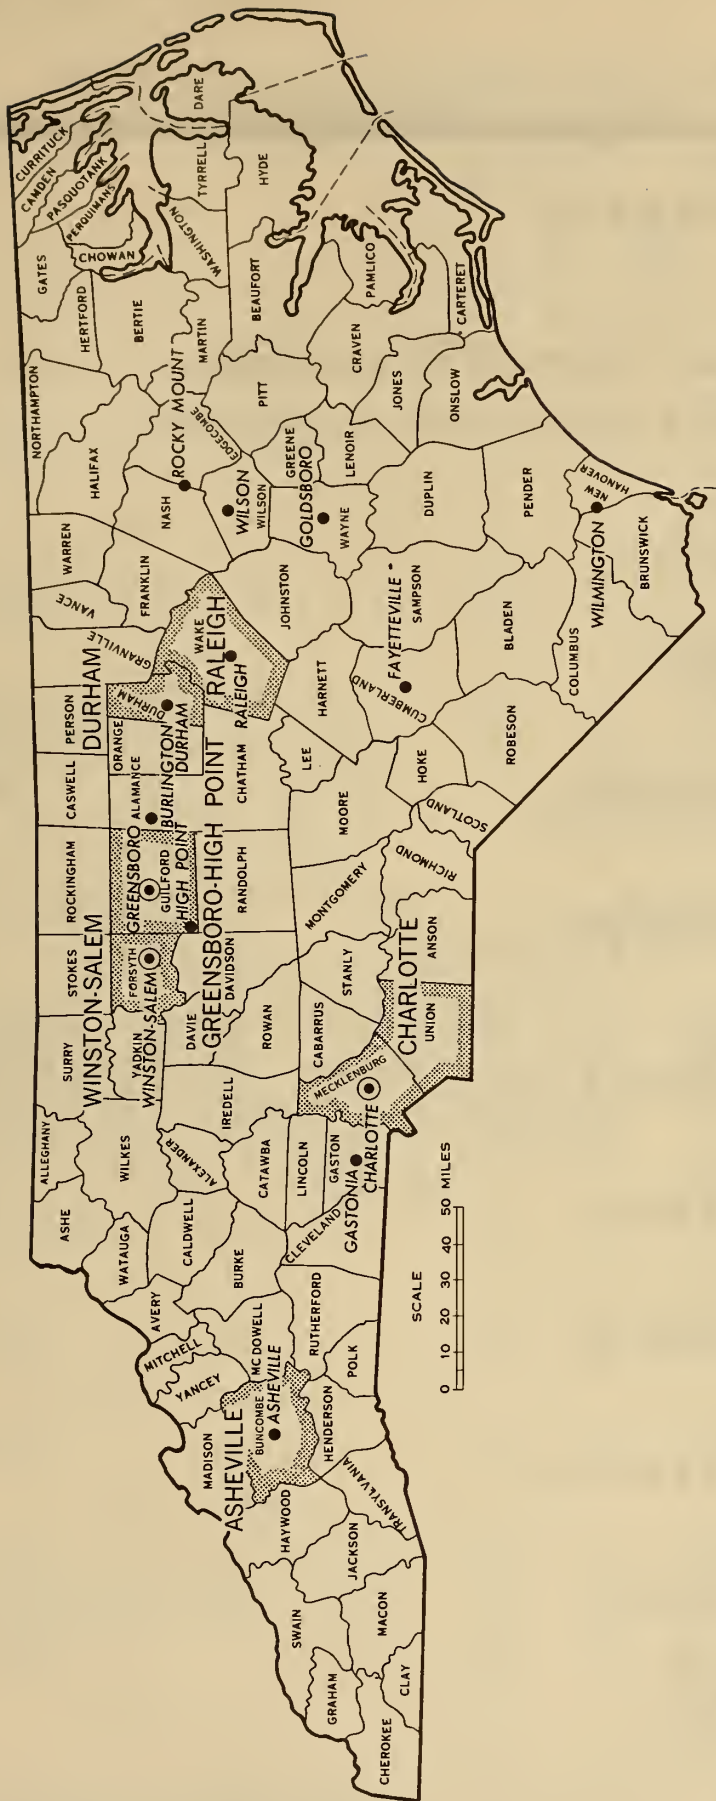 CHEROKEE
GRAHAM
CLAY
SWAIN
MACON
JACKSON
HAYWOOD
TRANSYLVANIA
MADISON
ASHEVILLE
BUNCOMBE
ASHEVILLE
HENDERSON
YANCEY
MITCHELL
MC DOWELL
AVERY
POLK
RUTHERFORD
BURKE
CLEVELAND
WATAUGA
CALDWELL
ASHE
ALLEGHANY
WILKES
ALEXANDER
CATAWBA
LINCOLN
GASTON
GASTONIA
CHARLOTTE
IREDELL
SURRY
WINSTON-SALEM
YADKIN
WINSTON-SALEM
DAVIE
ROWAN
CABARRUS
MECKLENBURG
STOKES
FORSYTH
DAVIDSON
STANLY
UNION
CHARLOTTE
ANSON
ROCKINGHAM
GREENSBORO
GUILFORD
HIGH POINT
GREENSBORO-HIGH POINT
RANDOLPH
MONTGOMERY
RICHMOND
CASWELL
ALAMANCE
BURLINGTON
CHATHAM
MOORE
SCOTLAND
HOKE
LEE
PERSON
ORANGE
DURHAM
DURHAM
DURHAM
GRANVILLE
VANCE
WARREN
FRANKLIN
WAKE
RALEIGH
RALEIGH
HARNETT
JOHNSTON
CUMBERLAND
FAYETTEVILLE
SAMPSON
ROBESON
BLADEN
COLUMBUS
BRUNSWICK
WILMINGTON
NEW
HANOVER
PENDER
DUPLIN
NORTHAMPTON
HALIFAX
NASH
ROCKY MOUNT
EDGECOMBE
WILSON
WILSON
GREENE
GOLDSBORO
WAYNE
LENOIR
JONES
ONSLOW
PITT
MARTIN
BERTIE
HERTFORD
GATES
CHOWAN
PERQUIMANS
PASQUOTANK
CAMDEN
CURRITUCK
WASHINGTON
TYRRELL
DARE
HYDE
BEAUFORT
CRAVEN
PAMLICO
CARTERET
SCALE
0 10 20 30 40 50 MILES